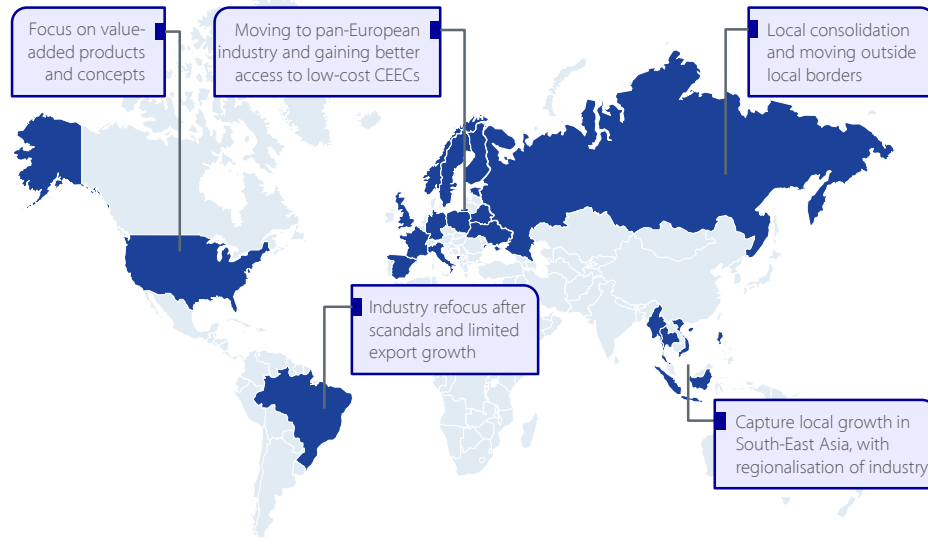 Focus on value-
added products
and concepts
Moving to pan-European
industry and gaining better
access to low-cost CEECs
Local consolidation
and moving outside
local borders
Industry refocus after
scandals and limited
export growth
Capture local growth in
South-East Asia, with
regionalisation of industry